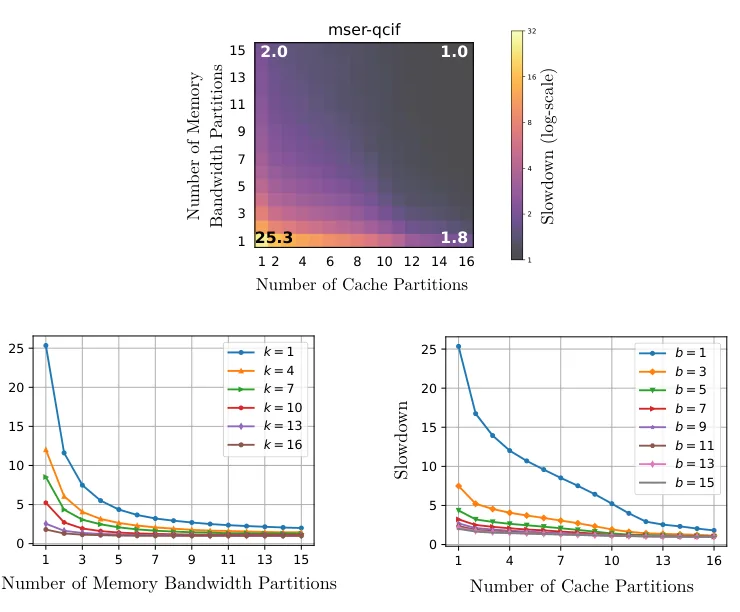 mser-qcif
15
13
11
9
7
5
3
1
Number of Memory
Bandwidth Partitions
2.0
1.0
25.3
1.8
1 2 4 6 8 10 12 14 16
Number of Cache Partitions
32
16
8
4
2
1
Slowdown (log-scale)
25
20
15
10
5
0
k = 1
k = 4
k = 7
k = 10
k = 13
k = 16
1 3 5 7 9 11 13 15
Number of Memory Bandwidth Partitions
Slowdown
25
20
15
10
5
0
b = 1
b = 3
b = 5
b = 7
b = 9
b = 11
b = 13
b = 15
1 4 7 10 13 16
Number of Cache Partitions